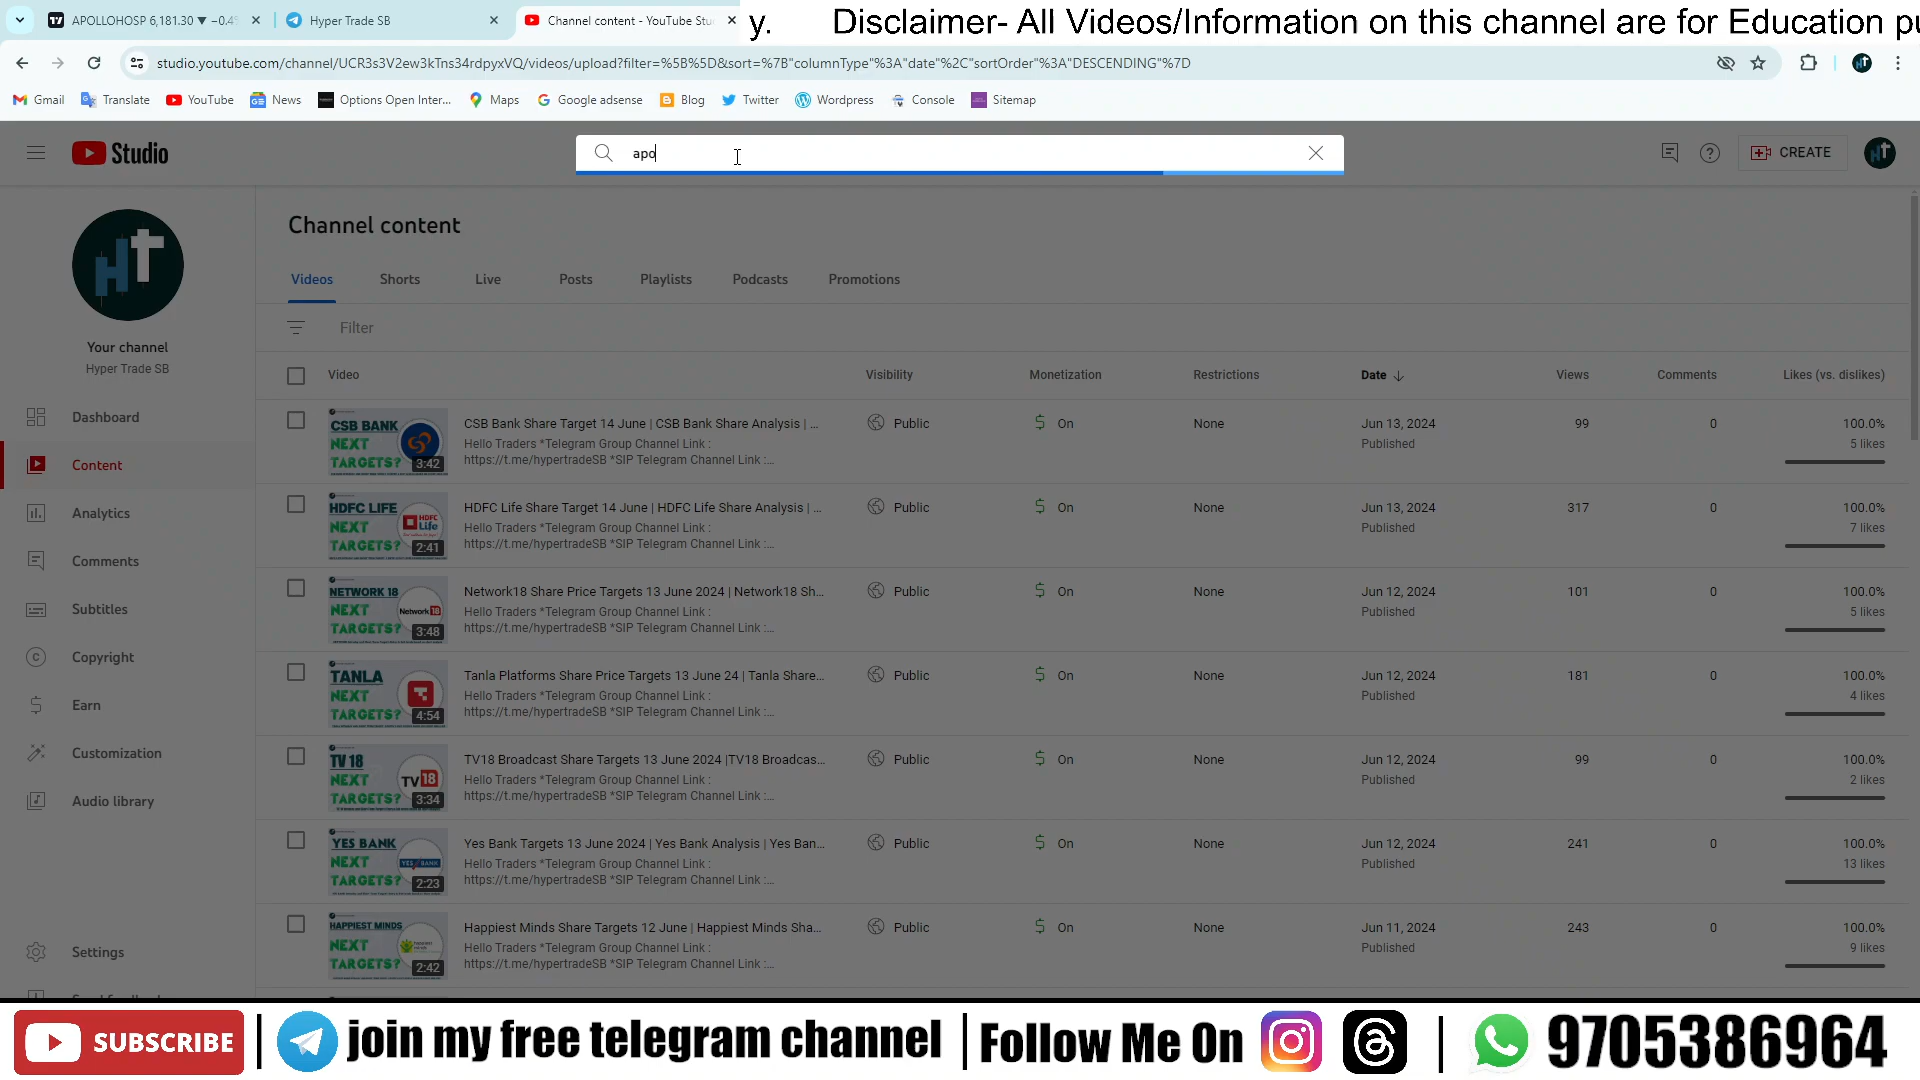 APOLLOHOSP 6,181.30 ▼ −0.4
Hyper Trade SB
Channel content - YouTube Stu
y. Disclaimer- All Videos/Information on this channel are for Education pu
studio.youtube.com/channel/UCR3s3V2ew3kTns34rdpyxVQ/videos/upload?filter=%5B%5D&sort=%7B"columnType"%3A"date"%2C"sortOrder"%3A"DESCENDING"%7D
Gmail Translate YouTube News Options Open Inter... Maps Google adsense Blog Twitter Wordpress Console Sitemap
Studio
apo
CREATE
Channel content
Videos Shorts Live Posts Playlists Podcasts Promotions
Filter
Your channel
Hyper Trade SB
Dashboard
Content
Analytics
Comments
Subtitles
Copyright
Earn
Customization
Audio library
Settings
Video Visibility Monetization Restrictions Date Views Comments Likes (vs. dislikes)
CSB BANK NEXT TARGETS? 3:42
CSB Bank Share Target 14 June | CSB Bank Share Analysis | ... Public On None Jun 13, 2024 99 0 100.0%
Hello Traders *Telegram Group Channel Link : Published 5 likes
https://t.me/hypertradeSB *SIP Telegram Channel Link :...
HDFC LIFE NEXT TARGETS? HDFC Life 2:41
HDFC Life Share Target 14 June | HDFC Life Share Analysis | ... Public On None Jun 13, 2024 317 0 100.0%
Hello Traders *Telegram Group Channel Link : Published 7 likes
https://t.me/hypertradeSB *SIP Telegram Channel Link :...
NETWORK 18 NEXT TARGETS? Network18 3:48
Network18 Share Price Targets 13 June 2024 | Network18 Sh... Public On None Jun 12, 2024 101 0 100.0%
Hello Traders *Telegram Group Channel Link : Published 5 likes
https://t.me/hypertradeSB *SIP Telegram Channel Link :...
TANLA NEXT TARGETS? 4:54
Tanla Platforms Share Price Targets 13 June 24 | Tanla Share... Public On None Jun 12, 2024 181 0 100.0%
Hello Traders *Telegram Group Channel Link : Published 4 likes
https://t.me/hypertradeSB *SIP Telegram Channel Link :...
TV 18 NEXT TARGETS? TV18 3:34
TV18 Broadcast Share Targets 13 June 2024 |TV18 Broadcas... Public On None Jun 12, 2024 99 0 100.0%
Hello Traders *Telegram Group Channel Link : Published 2 likes
https://t.me/hypertradeSB *SIP Telegram Channel Link :...
YES BANK NEXT TARGETS? YES BANK 2:23
Yes Bank Targets 13 June 2024 | Yes Bank Analysis | Yes Ban... Public On None Jun 12, 2024 241 0 100.0%
Hello Traders *Telegram Group Channel Link : Published 13 likes
https://t.me/hypertradeSB *SIP Telegram Channel Link :...
HAPPIEST MINDS NEXT TARGETS? 2:42
Happiest Minds Share Targets 12 June | Happiest Minds Sha... Public On None Jun 11, 2024 243 0 100.0%
Hello Traders *Telegram Group Channel Link : Published 9 likes
https://t.me/hypertradeSB *SIP Telegram Channel Link :...
SUBSCRIBE | join my free telegram channel | Follow Me On | 9705386964